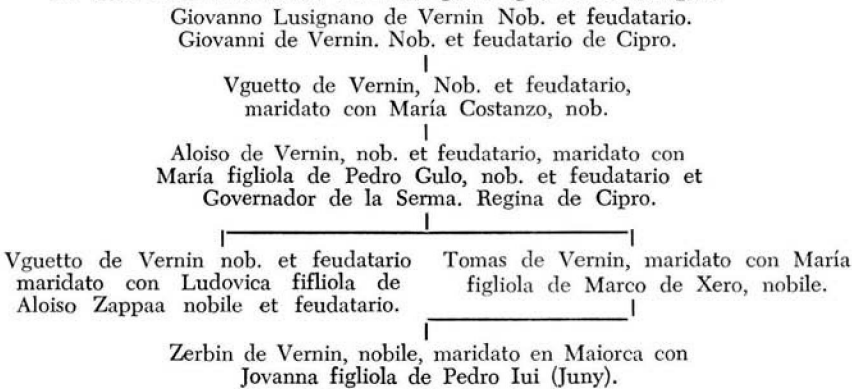 Giovanno Lusignano de Vernin Nob. et feudatario.
Giovanni de Vernin. Nob. et feudatario de Cipro.
Vguetto de Vernin, Nob. et feudatario,
maridato con María Costanzo, nob.
Aloiso de Vernin, nob. et feudatario, maridato con
María figliola de Pedro Gulo, nob. et feudatario et
Governador de la Serma. Regina de Cipro.
Vguetto de Vernin nob. et feudatario
maridato con Ludovica fifliola de
Aloiso Zappaa nobile et feudatario.
Tomas de Vernin, maridato con María
figliola de Marco de Xero, nobile.
Zerbin de Vernin, nobile, maridato en Maiorca con
Jovanna figliola de Pedro Iui (Juny).